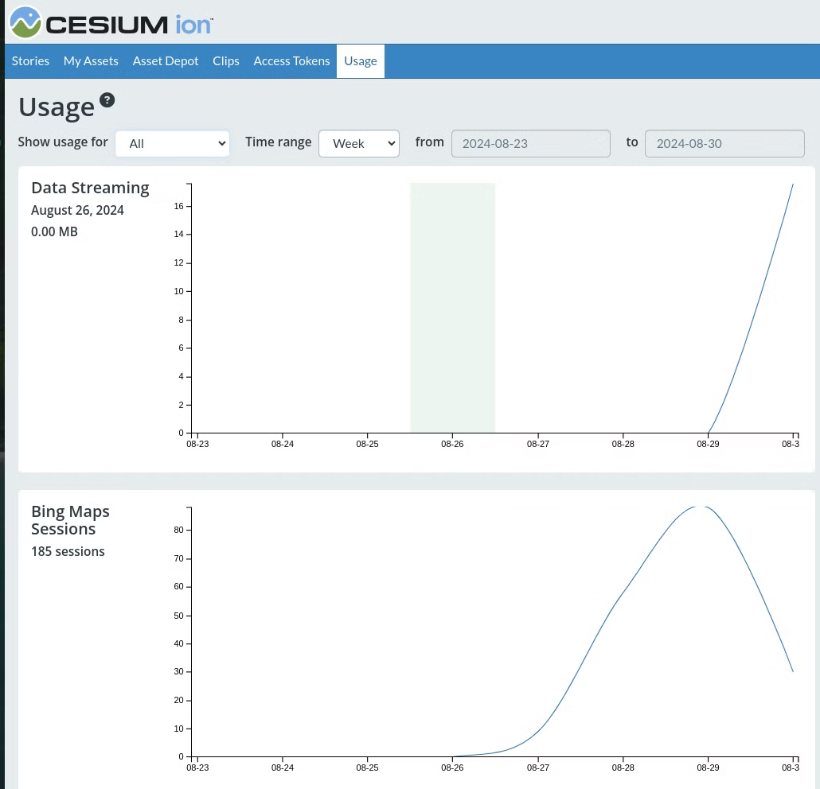 CESIUM ion™
Stories My Assets Asset Depot Clips Access Tokens Usage
Usage ?
Show usage for All Time range Week from 2024-08-23 to 2024-08-30
Data Streaming
August 26, 2024
0.00 MB
16
14
12
10
8
6
4
2
0
08-23 08-24 08-25 08-26 08-27 08-28 08-29 08-3
Bing Maps
Sessions
185 sessions
80
70
60
50
40
30
20
10
0
08-23 08-24 08-25 08-26 08-27 08-28 08-29 08-3